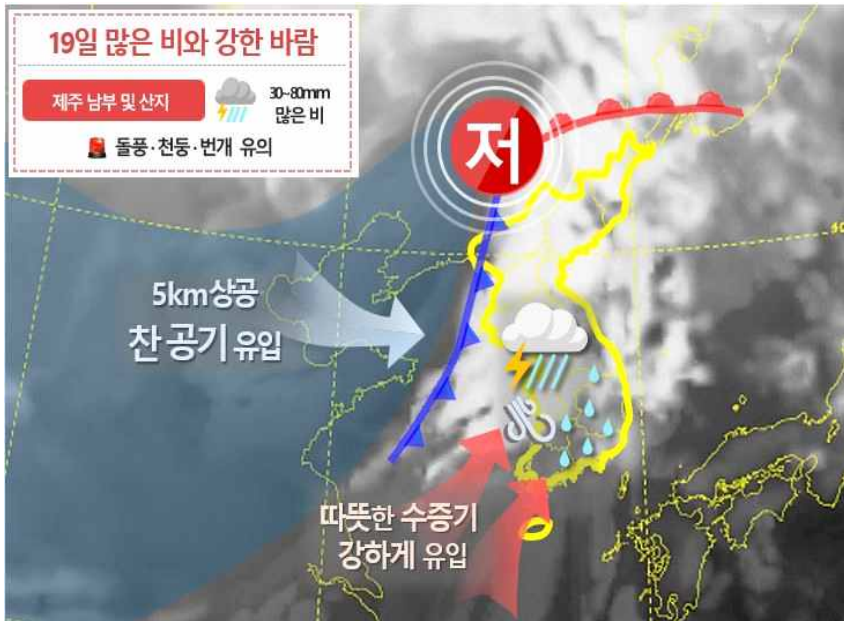 19일 많은 비와 강한 바람
제주 남부 및 산지
30~80mm
많은 비
돌풍·천둥·번개 유의
저
5km상공
찬 공기 유입
따뜻한 수증기
강하게 유입